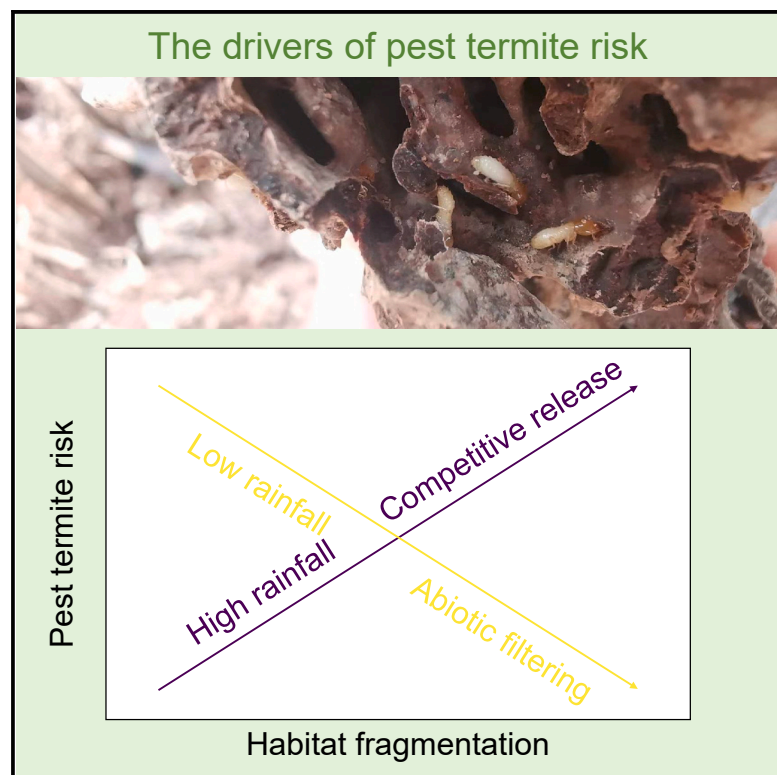 The drivers of pest termite risk
Pest termite risk
Low rainfall
High rainfall
Competitive release
Abiotic filtering
Habitat fragmentation